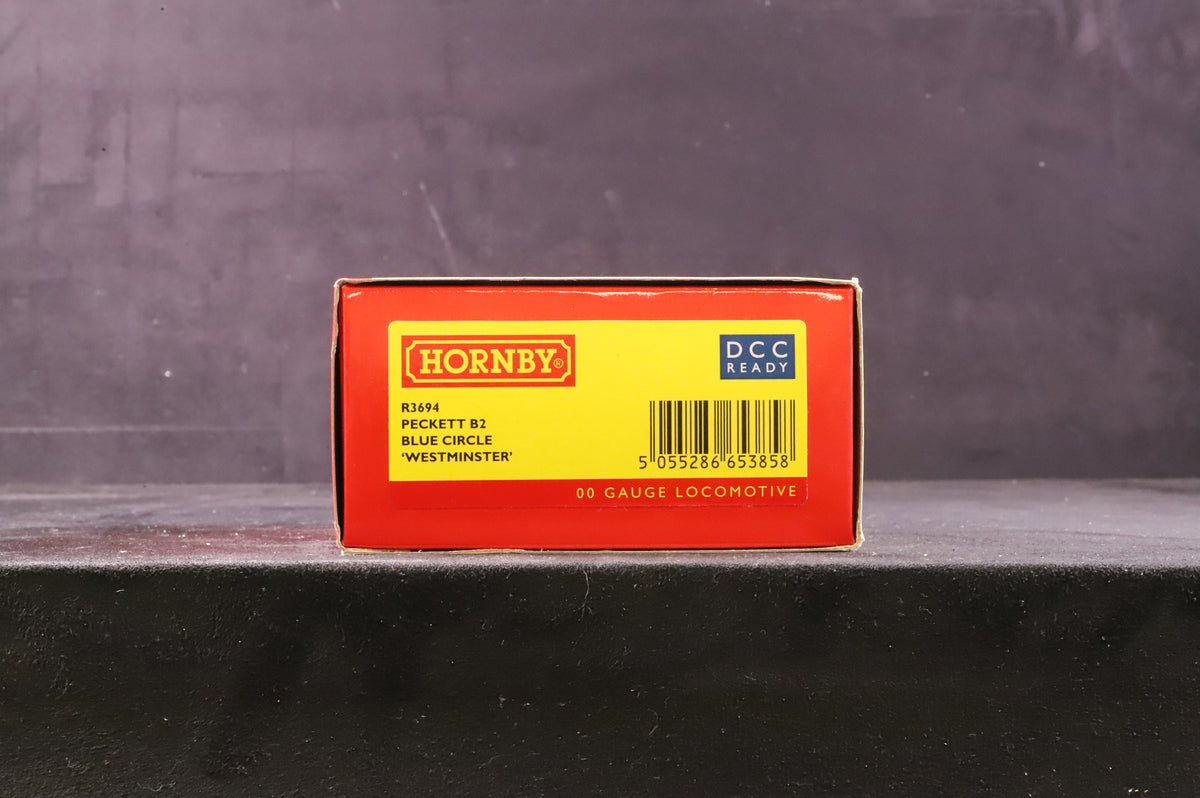 HORNBY®
DCC
READY
R3694
PECKETT B2
BLUE CIRCLE
‘WESTMINSTER’
5 055286 653858
00 GAUGE LOCOMOTIVE